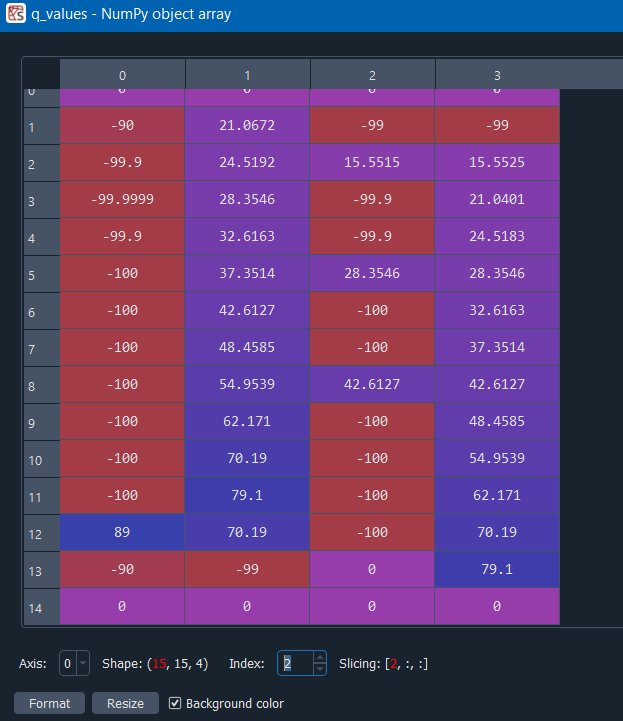 q_values - NumPy object array
0 1 2 3
0 0 0 0 0
1 -90 21.0672 -99 -99
2 -99.9 24.5192 15.5515 15.5525
3 -99.9999 28.3546 -99.9 21.0401
4 -99.9 32.6163 -99.9 24.5183
5 -100 37.3514 28.3546 28.3546
6 -100 42.6127 -100 32.6163
7 -100 48.4585 -100 37.3514
8 -100 54.9539 42.6127 42.6127
9 -100 62.171 -100 48.4585
10 -100 70.19 -100 54.9539
11 -100 79.1 -100 62.171
12 89 70.19 -100 70.19
13 -90 -99 0 79.1
14 0 0 0 0
Axis: 0 Shape: (15, 15, 4) Index: 2 Slicing: [2, :, :]
Format Resize Background color